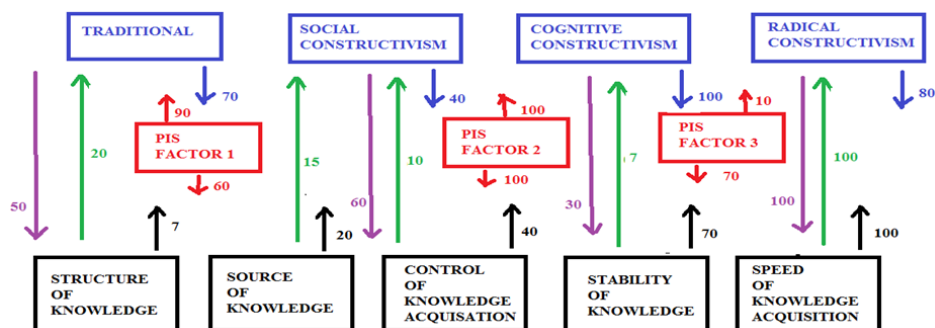 TRADITIONAL
SOCIAL
CONSTRUCTIVISM
COGNITIVE
CONSTRUCTIVISM
RADICAL
CONSTRUCTIVISM
70
40
100
80
90
100
10
PIS
FACTOR 1
PIS
FACTOR 2
PIS
FACTOR 3
20
15
10
7
100
60
100
70
50
60
30
100
7
20
40
70
100
STRUCTURE
OF
KNOWLEDGE
SOURCE
OF
KNOWLEDGE
CONTROL
OF
KNOWLEDGE
ACQUISATION
STABILITY
OF
KNOWLEDGE
SPEED
OF
KNOWLEDGE
ACQUISITION